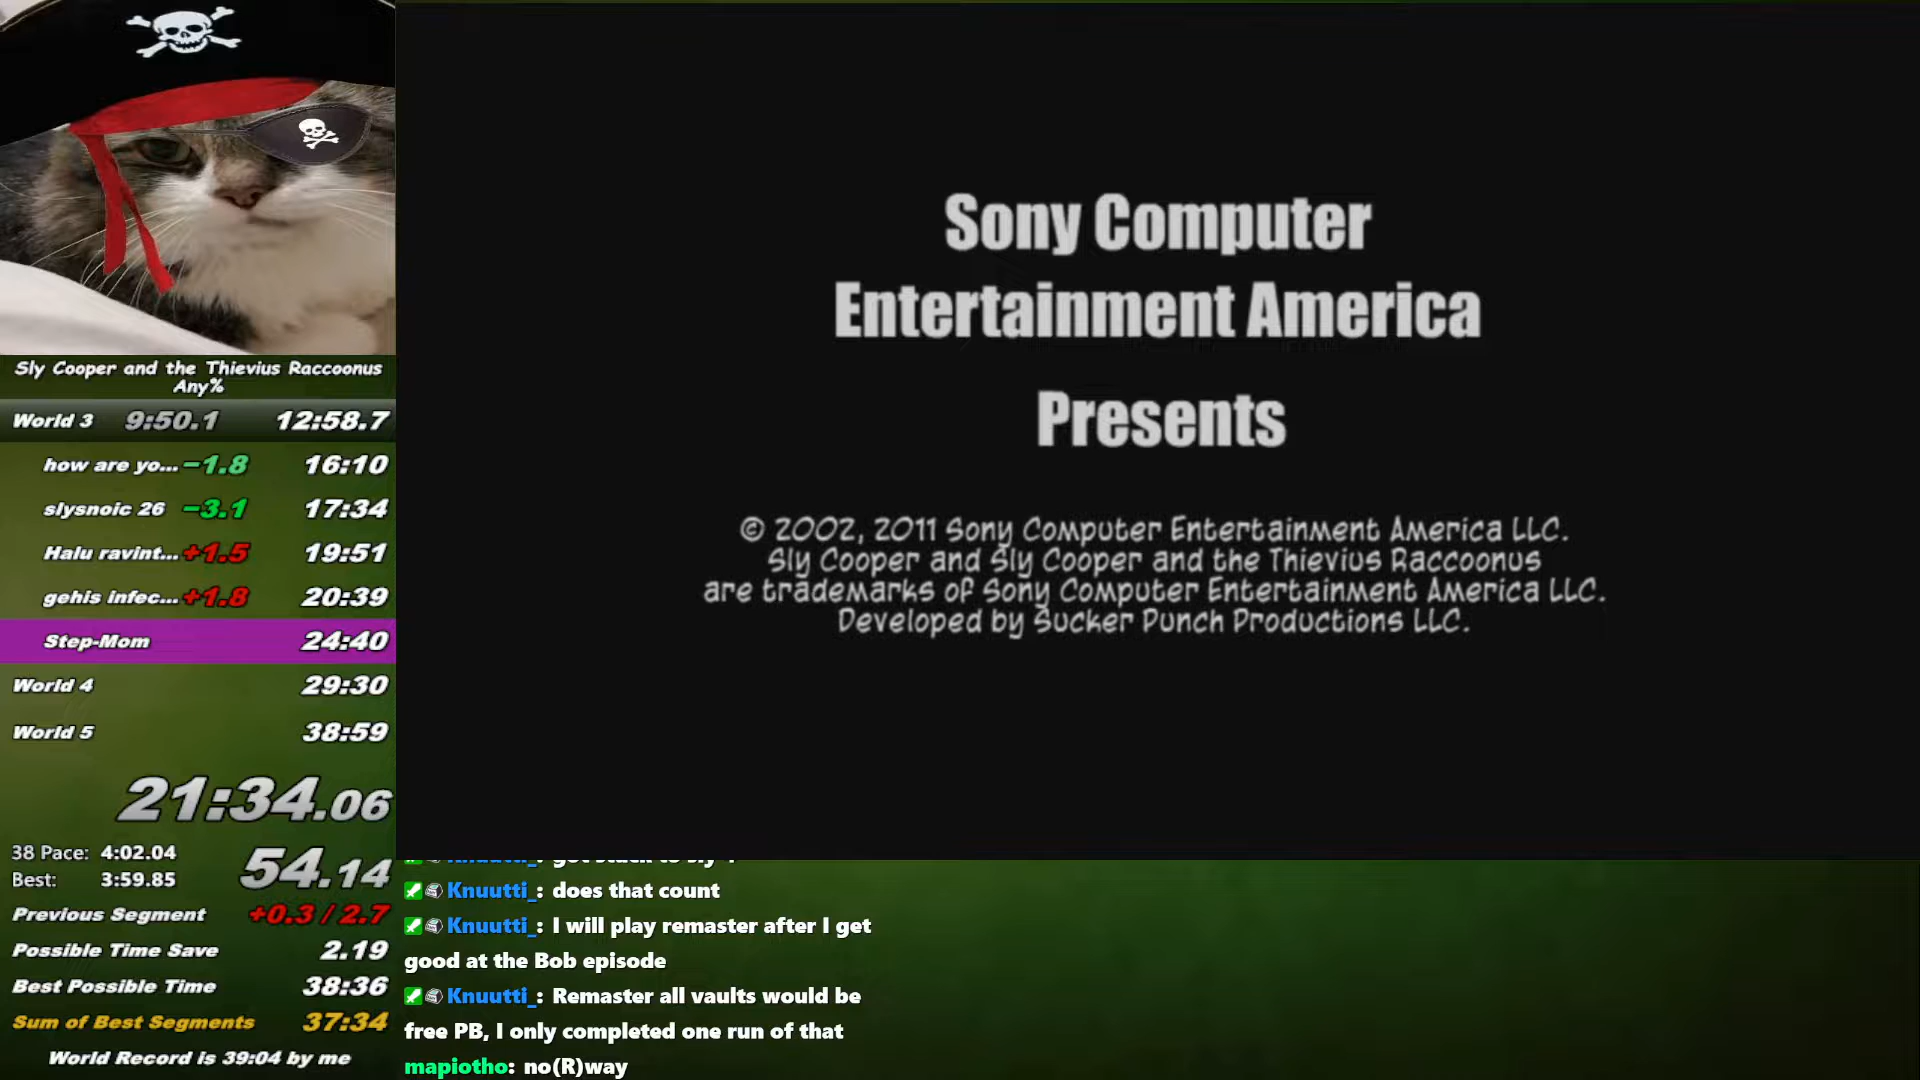 Sly Cooper and the Thievius Raccoonus
Any%
World 3 9:50.1 12:58.7
how are yo... −1.8 16:10
slysnoic 26 −3.1 17:34
Halu ravint... +1.5 19:51
gehis infec... +1.8 20:39
Step-Mom 24:40
World 4 29:30
World 5 38:59
21:34.06
38 Pace: 4:02.04
Best: 3:59.85
54.14
Previous Segment +0.3 / 2.7
Possible Time Save 2.19
Best Possible Time 38:36
Sum of Best Segments 37:34
World Record is 39:04 by me
Sony Computer
Entertainment America
Presents
© 2002, 2011 Sony Computer Entertainment America LLC.
Sly Cooper and Sly Cooper and the Thievius Raccoonus
are trademarks of Sony Computer Entertainment America LLC.
Developed by Sucker Punch Productions LLC.
Knuutti_: does that count
Knuutti_: I will play remaster after I get
good at the Bob episode
Knuutti_: Remaster all vaults would be
free PB, I only completed one run of that
mapiotho: no(R)way